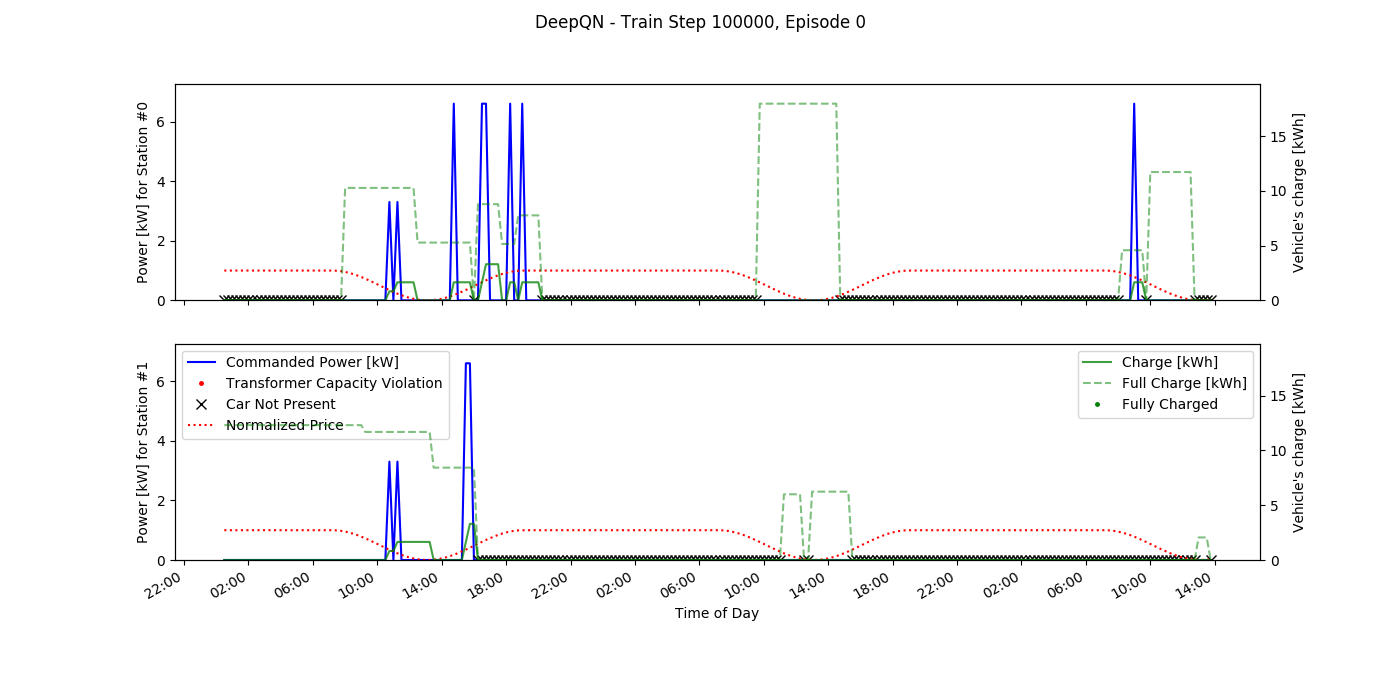 DeepQN - Train Step 100000, Episode 0
Power [kW] for Station #0
6
4
2
0
15
10
5
0
Vehicle's charge [kWh]
Power [kW] for Station #1
6
4
2
0
Commanded Power [kW]
Transformer Capacity Violation
Car Not Present
Normalized Price
Charge [kWh]
Full Charge [kWh]
Fully Charged
15
10
5
0
Vehicle's charge [kWh]
22:00 02:00 06:00 10:00 14:00 18:00 22:00 02:00 06:00 10:00 14:00 18:00 22:00 02:00 06:00 10:00 14:00
Time of Day